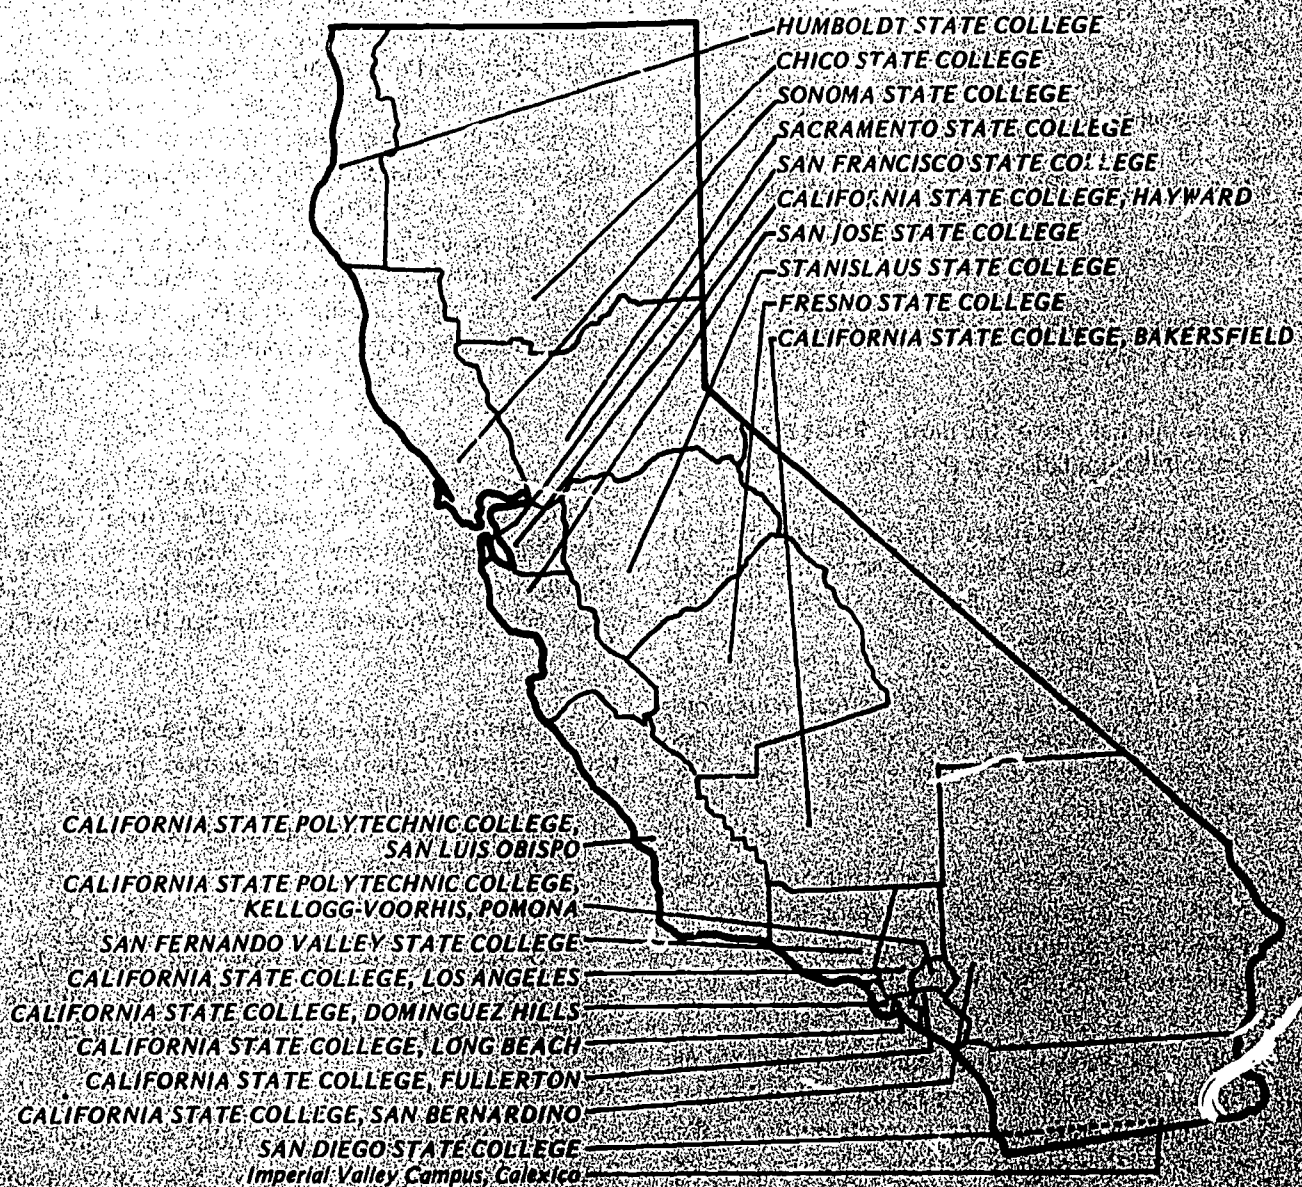 HUMBOLDT STATE COLLEGE
CHICO STATE COLLEGE
SONOMA STATE COLLEGE
SACRAMENTO STATE COLLEGE
SAN FRANCISCO STATE COLLEGE
CALIFORNIA STATE COLLEGE, HAYWARD
SAN JOSE STATE COLLEGE
STANISLAUS STATE COLLEGE
FRESNO STATE COLLEGE
CALIFORNIA STATE COLLEGE, BAKERSFIELD
CALIFORNIA STATE POLYTECHNIC COLLEGE,
SAN LUIS OBISPO
CALIFORNIA STATE POLYTECHNIC COLLEGE,
KELLOGG-VOORHIS, POMONA
SAN FERNANDO VALLEY STATE COLLEGE
CALIFORNIA STATE COLLEGE, LOS ANGELES
CALIFORNIA STATE COLLEGE, DOMINGUEZ HILLS
CALIFORNIA STATE COLLEGE, LONG BEACH
CALIFORNIA STATE COLLEGE, FULLERTON
CALIFORNIA STATE COLLEGE, SAN BERNARDINO
SAN DIEGO STATE COLLEGE
Imperial Valley Campus, Calexico